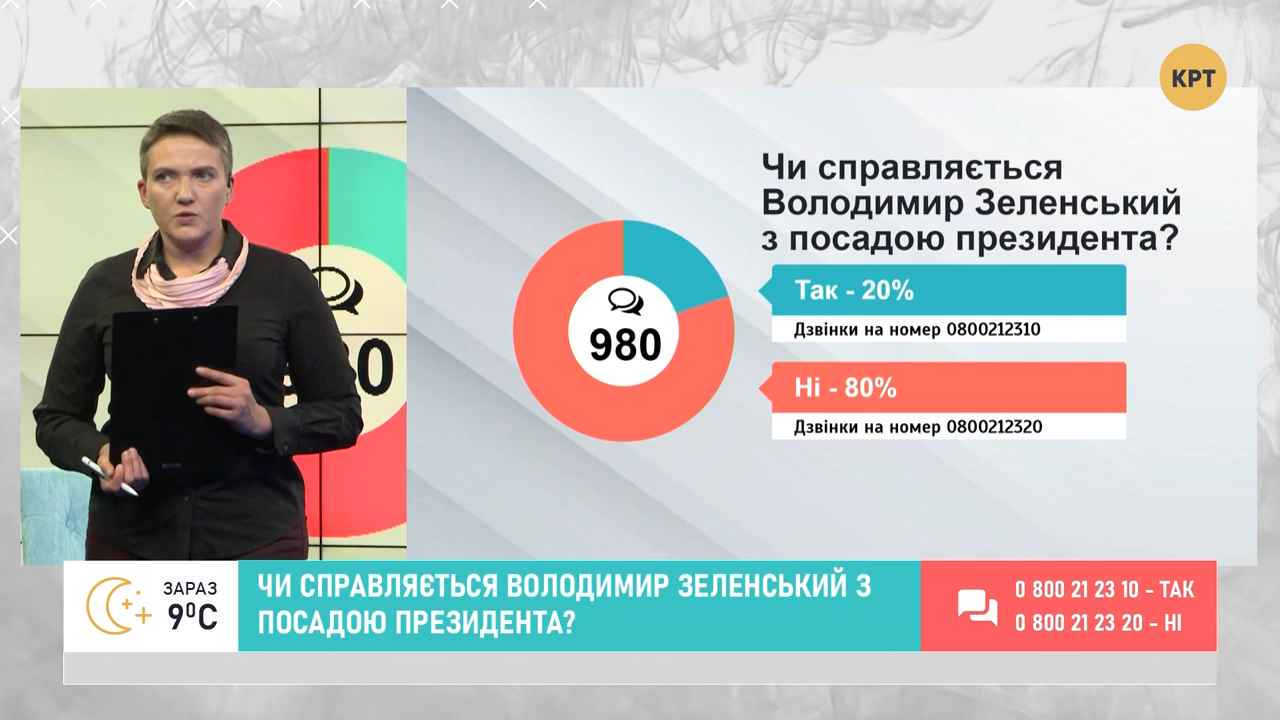 КРТ
Чи справляється
Володимир Зеленський
з посадою президента?
Так - 20%
Дзвінки на номер 0800212310
980
Ні - 80%
Дзвінки на номер 0800212320
ЗАРАЗ
9⁰C
ЧИ СПРАВЛЯЄТЬСЯ ВОЛОДИМИР ЗЕЛЕНСЬКИЙ З
ПОСАДОЮ ПРЕЗИДЕНТА?
0 800 21 23 10 - ТАК
0 800 21 23 20 - НІ